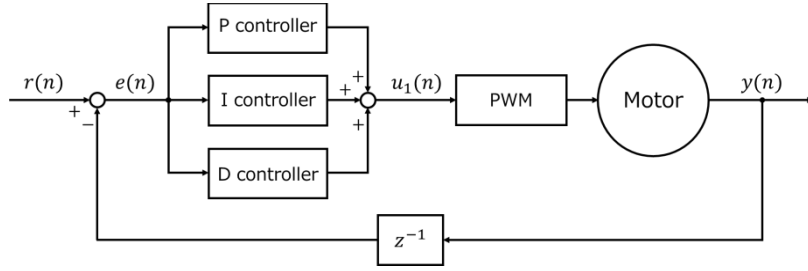 P controller
r(n)
+
−
e(n)
I controller
+
+
+
u₁(n)
PWM
Motor
y(n)
D controller
z⁻¹